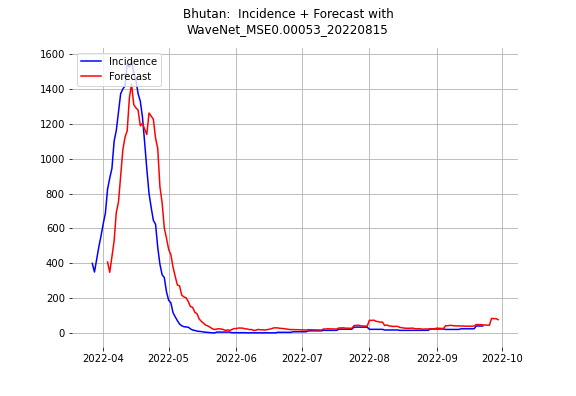 Bhutan: Incidence + Forecast with
WaveNet_MSE0.00053_20220815
Incidence
Forecast
1600
1400
1200
1000
800
600
400
200
0
2022-04 2022-05 2022-06 2022-07 2022-08 2022-09 2022-10